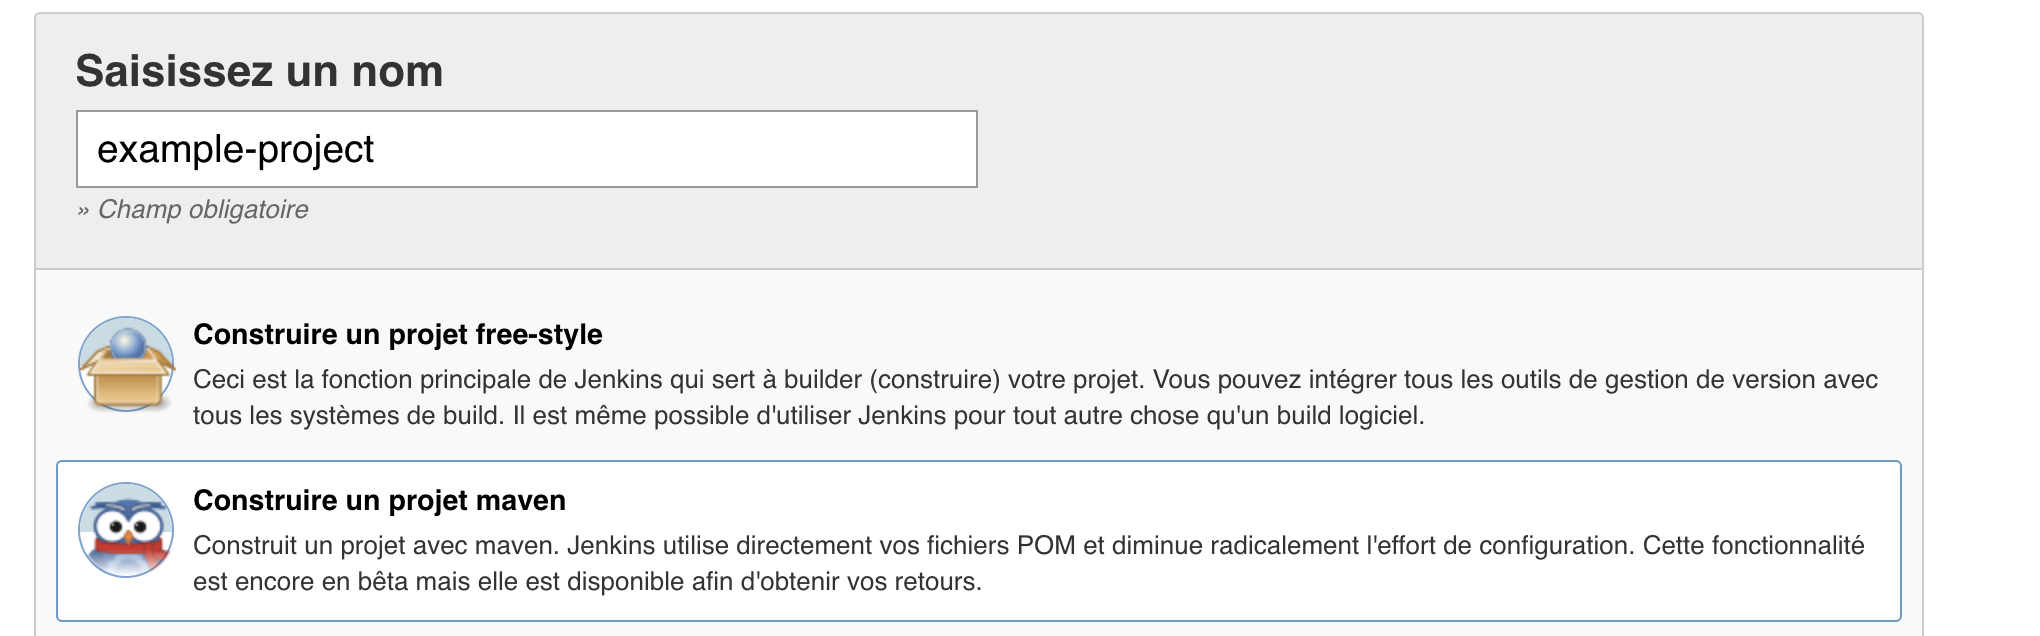 Saisissez un nom
example-project
» Champ obligatoire
Construire un projet free-style
Ceci est la fonction principale de Jenkins qui sert à builder (construire) votre projet. Vous pouvez intégrer tous les outils de gestion de version avec
tous les systèmes de build. Il est même possible d'utiliser Jenkins pour tout autre chose qu'un build logiciel.
Construire un projet maven
Construit un projet avec maven. Jenkins utilise directement vos fichiers POM et diminue radicalement l'effort de configuration. Cette fonctionnalité
est encore en bêta mais elle est disponible afin d'obtenir vos retours.